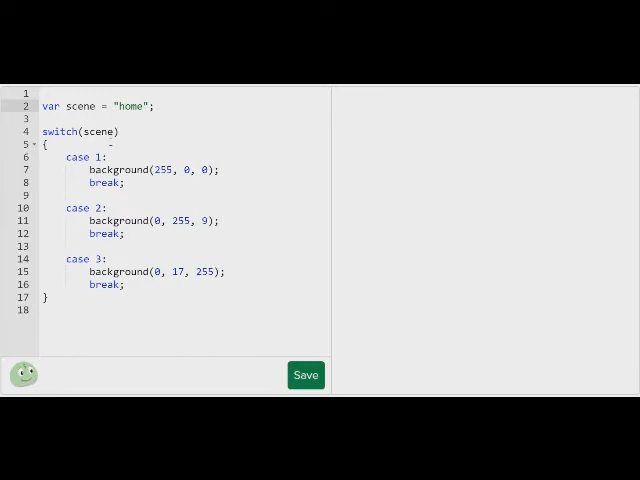 1
2 var scene = "home";
3
4 switch(scene)
5 {
6     case 1:
7         background(255, 0, 0);
8         break;
9
10     case 2:
11         background(0, 255, 9);
12         break;
13
14     case 3:
15         background(0, 17, 255);
16         break;
17 }
18
Save